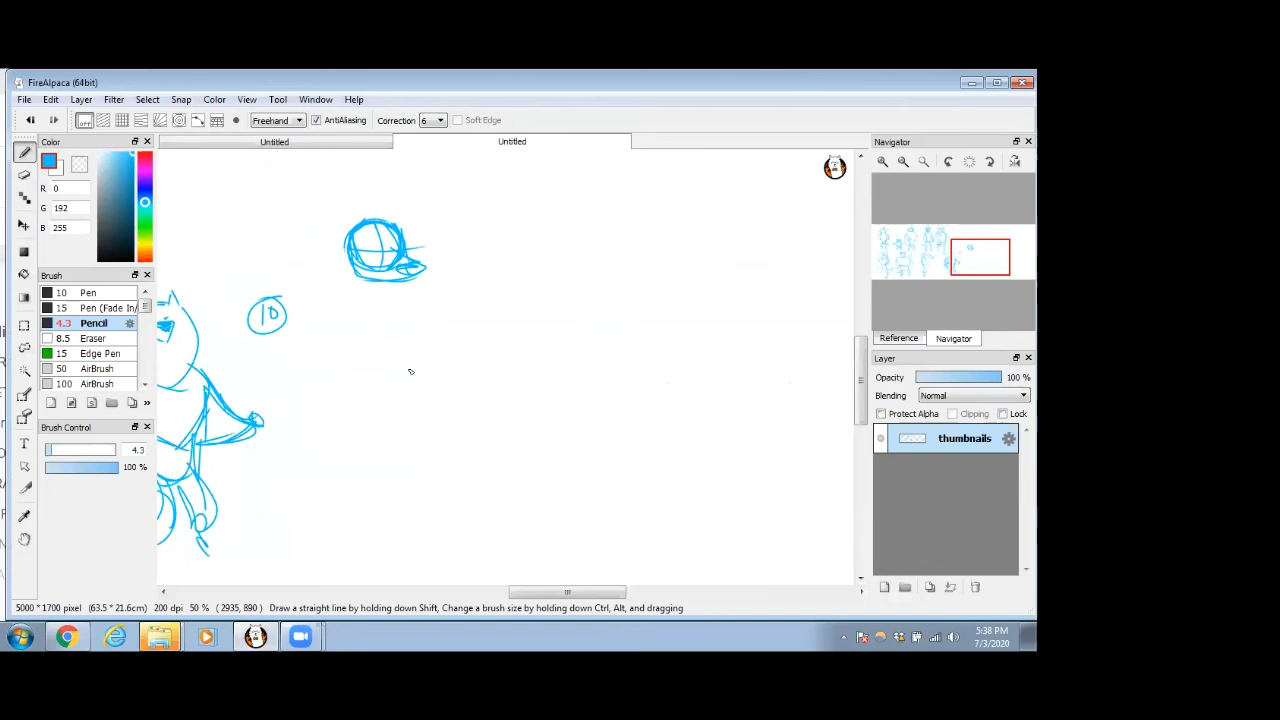 FireAlpaca (64bit)
File Edit Layer Filter Select Snap Color View Tool Window Help
off Freehand AntiAliasing Correction 6 Soft Edge
Color
Untitled Untitled
Navigator
R 0
G 192
B 255
Brush
10 Pen
15 Pen (Fade In/
4.3 Pencil
8.5 Eraser
15 Edge Pen
50 AirBrush
100 AirBrush
10
Reference Navigator
Layer
Opacity 100 %
Blending Normal
Protect Alpha Clipping Lock
thumbnails
Brush Control
4.3
100 %
5000 * 1700 pixel (63.5 * 21.6cm) 200 dpi 50 % ( 2935, 890 ) Draw a straight line by holding down Shift, Change a brush size by holding down Ctrl, Alt, and dragging
5:38 PM
7/3/2020